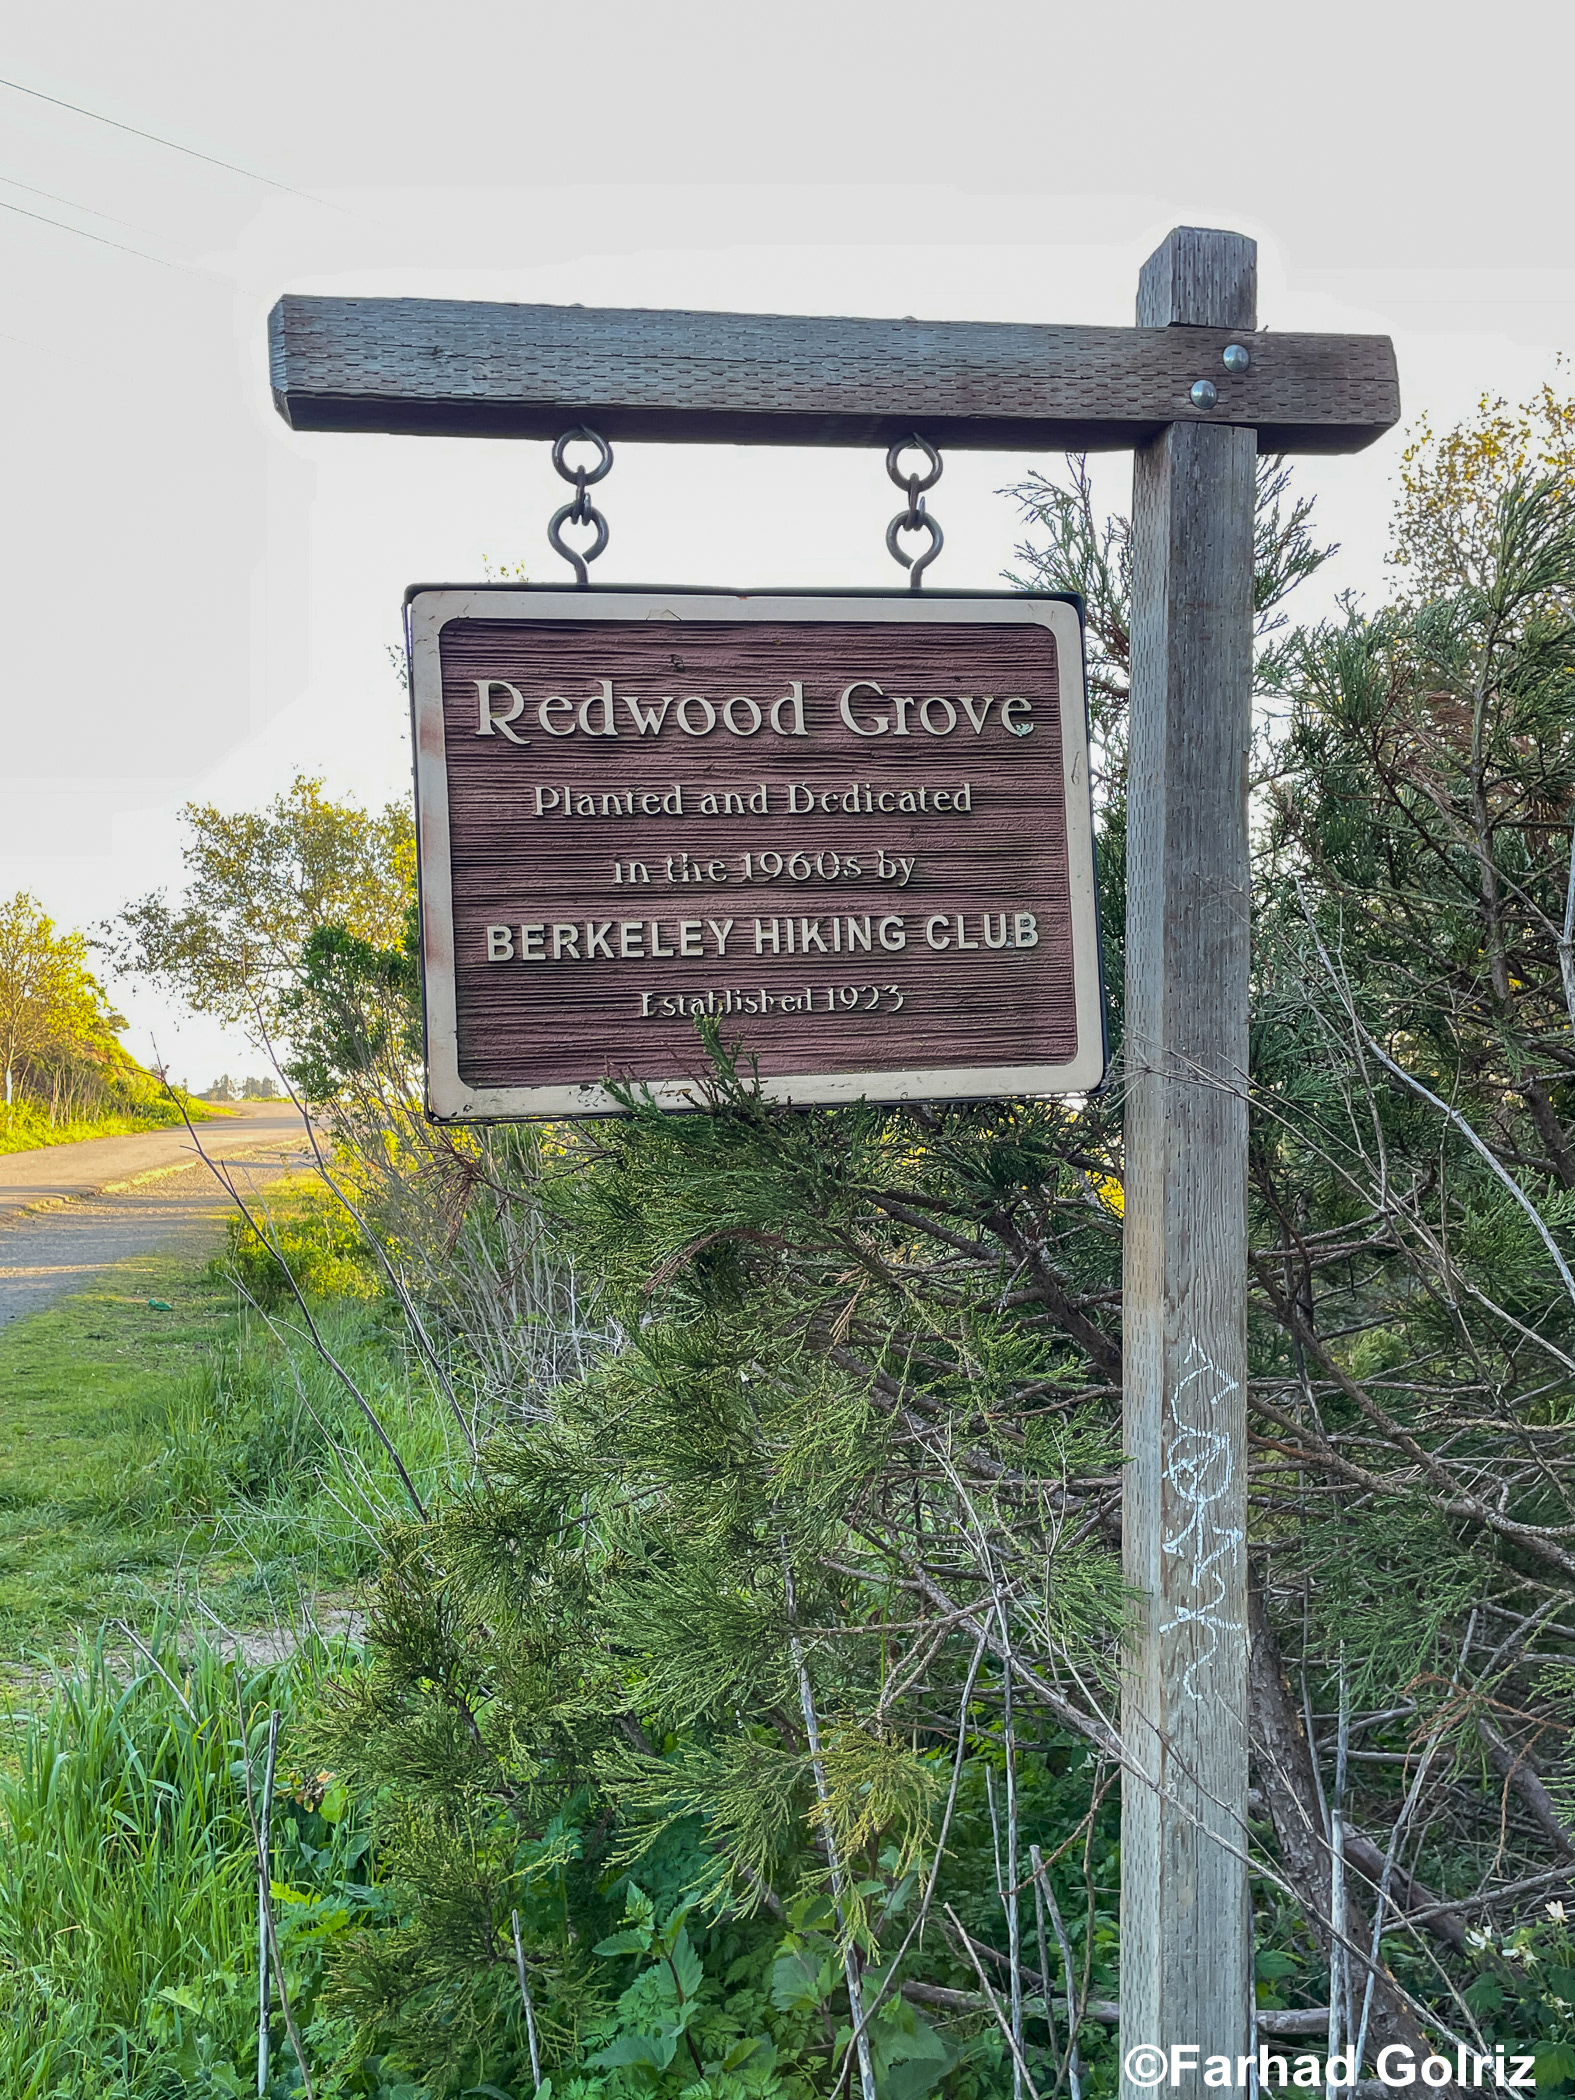 Redwood Grove
Planted and Dedicated
in the 1960s by
BERKELEY HIKING CLUB
Established 1923
©Farhad Golriz